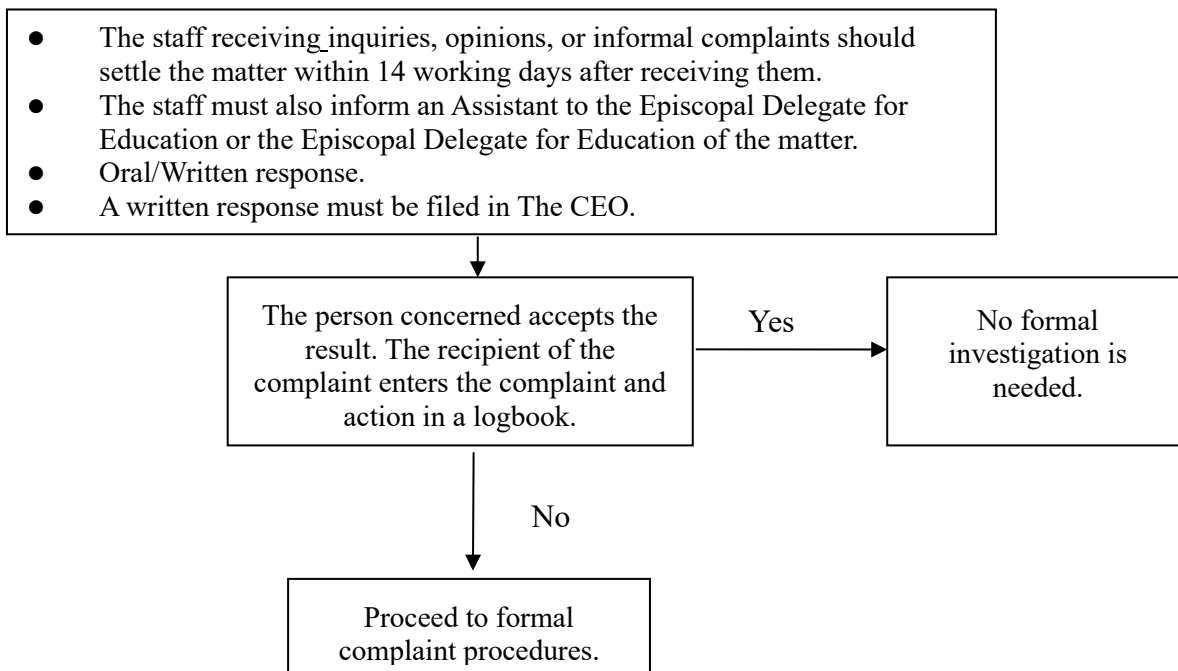 ● The staff receiving inquiries, opinions, or informal complaints should
settle the matter within 14 working days after receiving them.
● The staff must also inform an Assistant to the Episcopal Delegate for
Education or the Episcopal Delegate for Education of the matter.
● Oral/Written response.
● A written response must be filed in The CEO.
The person concerned accepts the
result. The recipient of the
complaint enters the complaint and
action in a logbook.
Yes
No formal
investigation is
needed.
No
Proceed to formal
complaint procedures.